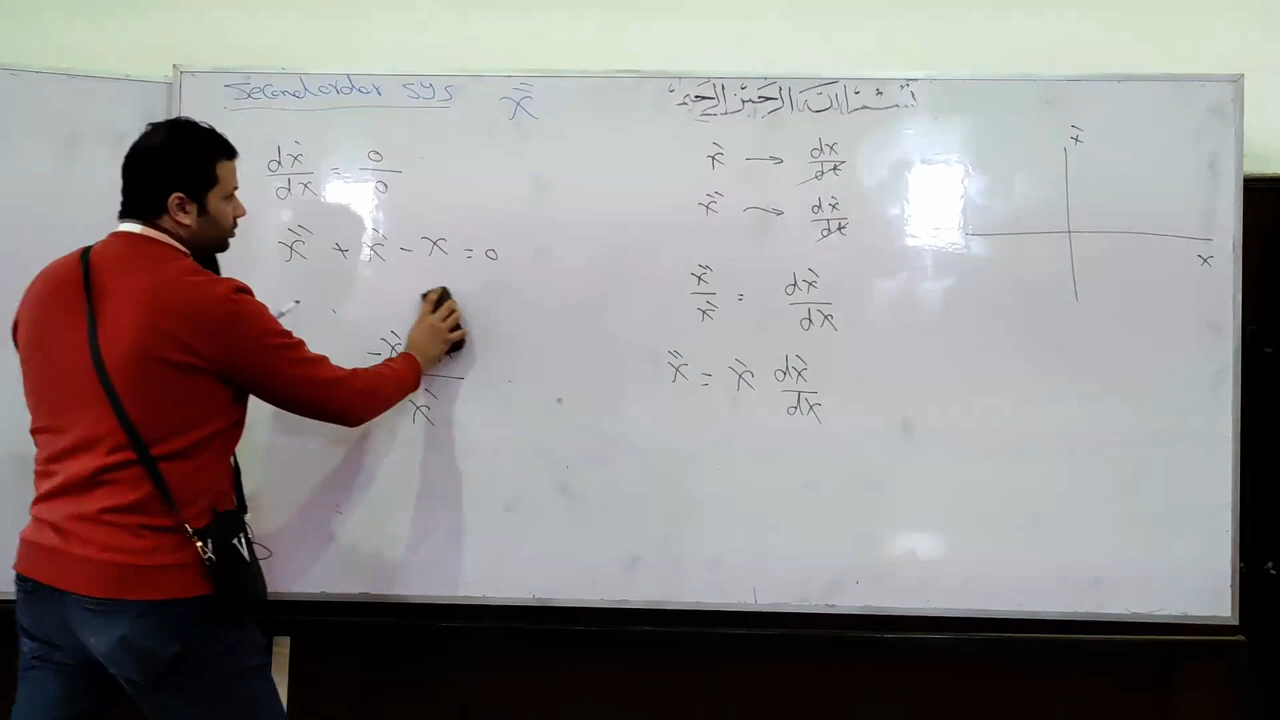 Second order sys ẍ
dẋ/dx = 0/0
ẍ + ẋ - x = 0
-ẋ
ẋ
بسم الله الرحمن الرحيم
ẋ → dx/dt
ẍ → dẋ/dt
ẍ/ẋ = dẋ/dx
ẍ = ẋ dẋ/dx
ẋ
x